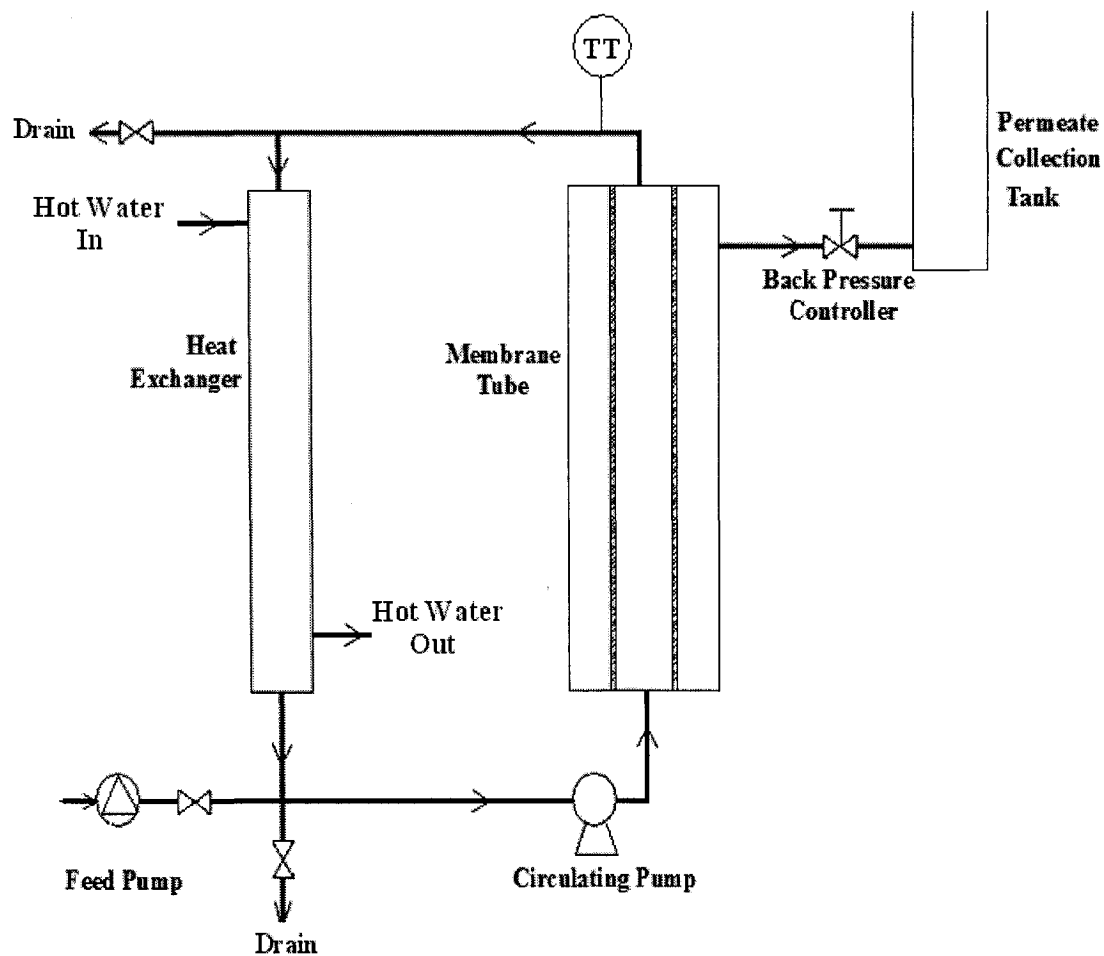 TT
Drain
Permeate
Collection
Tank
Hot Water
In
Back Pressure
Controller
Heat
Exchanger
Membrane
Tube
Hot Water
Out
Feed Pump
Circulating Pump
Drain